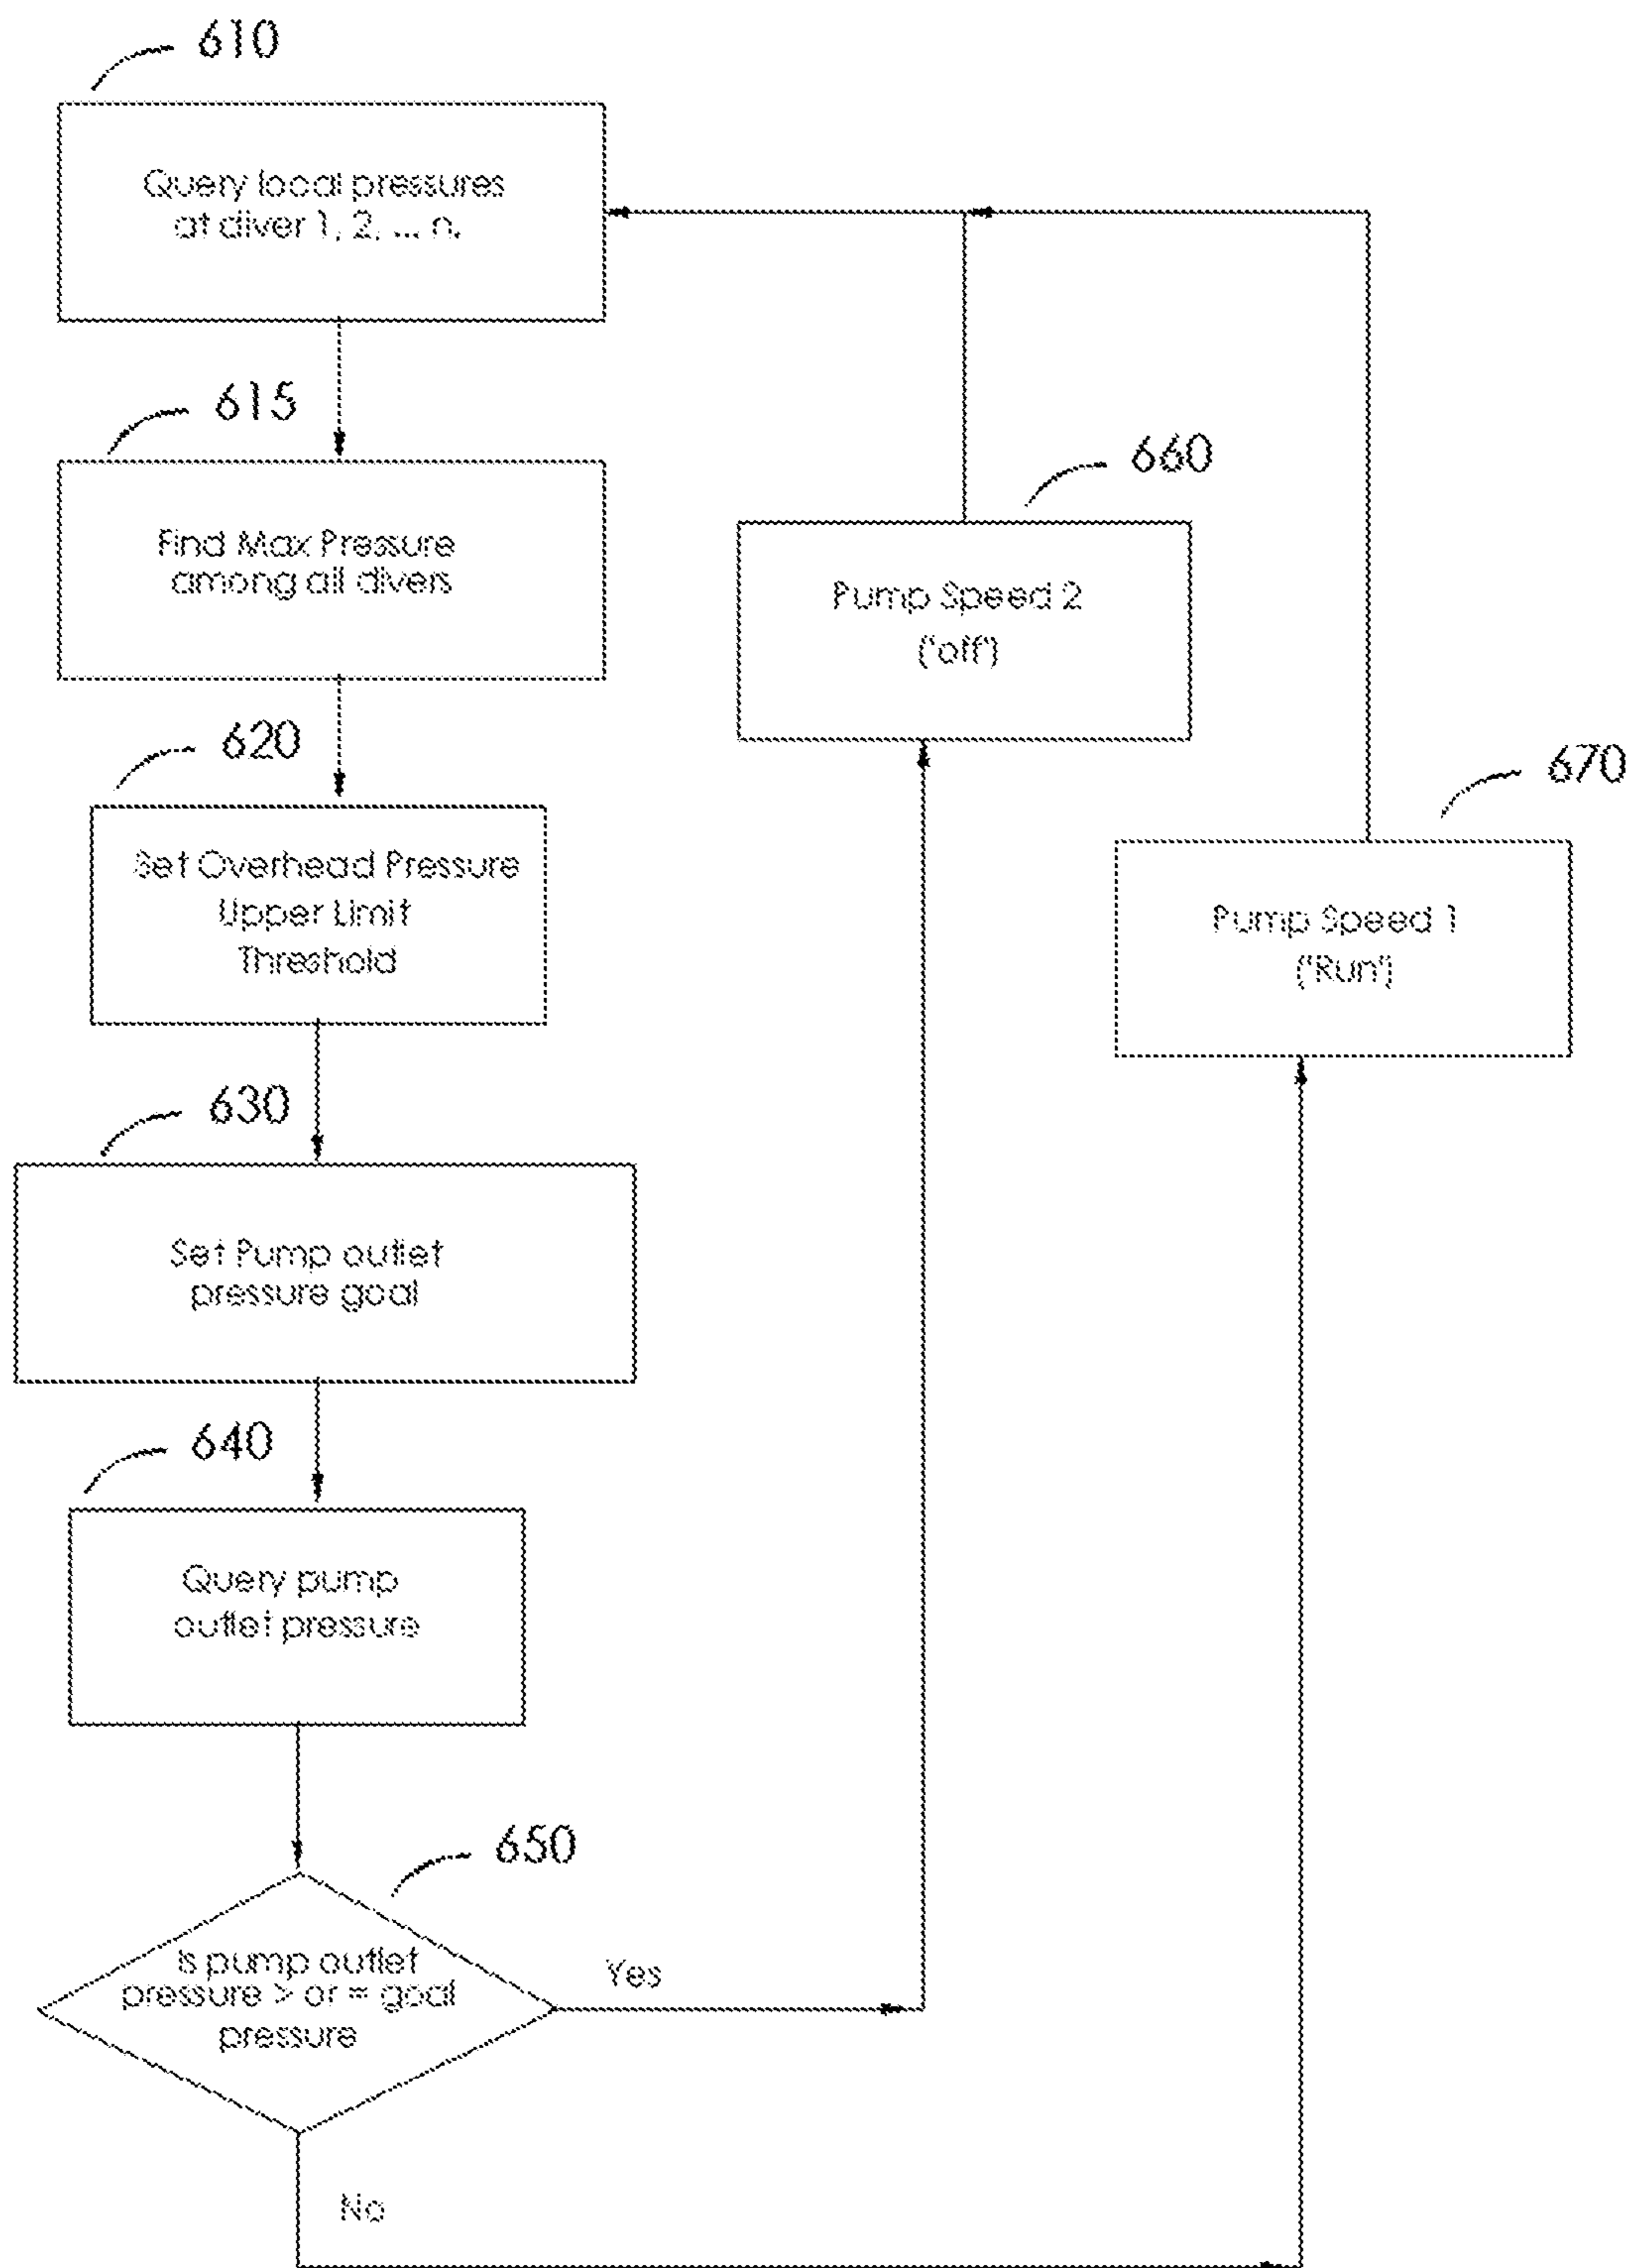 610
Query local pressures
at diver 1, 2, ... n.
615
Find Max Pressure
among all divers
620
Set Overhead Pressure
Upper Limit
Threshold
630
Set Pump outlet
pressure goal
640
Query pump
outlet pressure
650
Is pump outlet
pressure > or = goal
pressure
Yes
No
660
Pump Speed 2
('off')
670
Pump Speed 1
('Run')